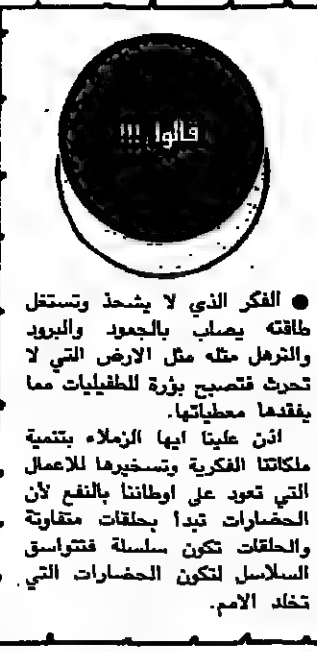 قالوا !!!
● الفكر الذي لا يشحذ وتستغل
طاقته يصاب بالجمود والبرود
والترهل مثله مثل الارض التي لا
تحرث فتصبح بؤرة للطفيليات مما
يفقدها معطياتها.
اذن علينا ايها الزملاء بتنمية
ملكاتنا الفكرية وتسخيرها للاعمال
التي تعود على اوطاننا بالنفع لأن
الحضارات تبدأ بحلقات متفاوتة
والحلقات تكون سلسلة فتتواسق
السلاسل لتكون الحضارات التي
تخلد الامم.